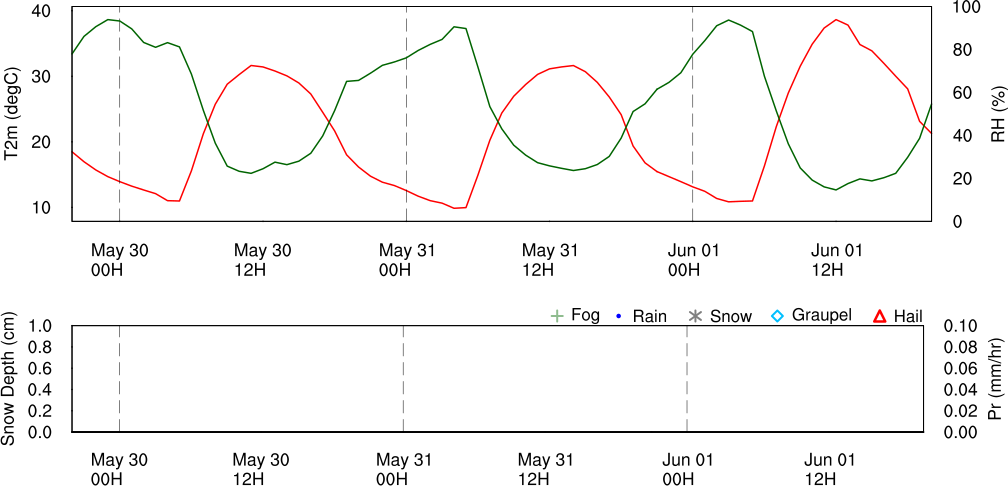 40
30
20
10
T2m (degC)
100
80
60
40
20
0
RH (%)
May 30
00H
May 30
12H
May 31
00H
May 31
12H
Jun 01
00H
Jun 01
12H
Fog
Rain
Snow
Graupel
Hail
1.0
0.8
0.6
0.4
0.2
0.0
Snow Depth (cm)
0.10
0.08
0.06
0.04
0.02
0.00
Pr (mm/hr)
May 30
00H
May 30
12H
May 31
00H
May 31
12H
Jun 01
00H
Jun 01
12H